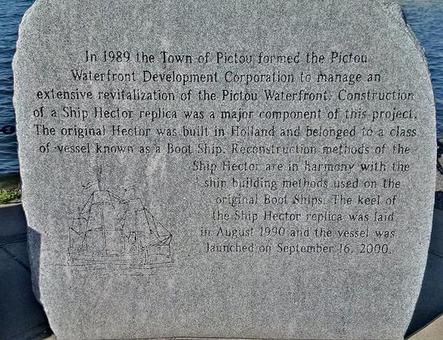 In 1989 the Town of Pictou formed the Pictou
Waterfront Development Corporation to manage an
extensive revitalization of the Pictou Waterfront. Construction
of a Ship Hector replica was a major component of this project.
The original Hector was built in Holland and belonged to a class
of vessel known as a Boot Ship. Reconstruction methods of the
Ship Hector are in harmony with the
ship building methods used on the
original Boot Ships. The keel of
the Ship Hector replica was laid
in August 1990 and the vessel was
launched on September 16, 2000.